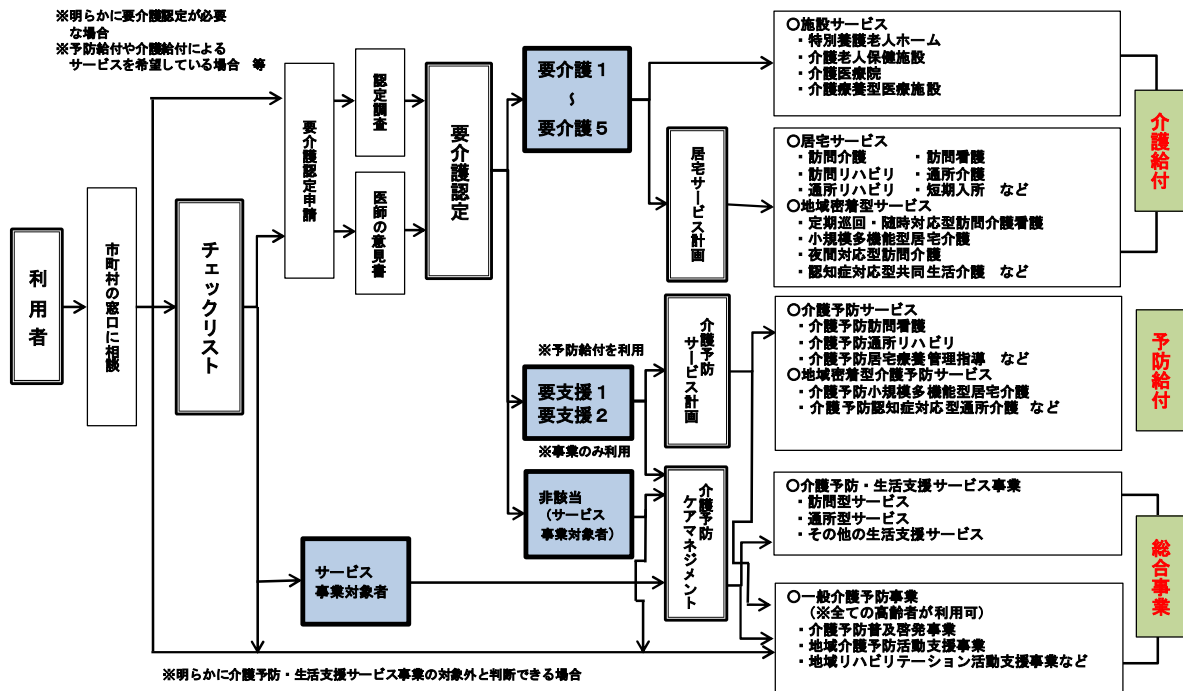 ※明らかに要介護認定が必要
な場合
※予防給付や介護給付による
サービスを希望している場合 等
利用者
市町村の窓口に相談
チェックリスト
要介護認定申請
認定調査
医師の意見書
要介護認定
要介護1
~
要介護5
※予防給付を利用
要支援1
要支援2
※事業のみ利用
非該当
(サービス
事業対象者)
サービス
事業対象者
居宅サービス計画
介護予防
サービス計画
介護予防
ケアマネジメント
○施設サービス
・特別養護老人ホーム
・介護老人保健施設
・介護医療院
・介護療養型医療施設
○居宅サービス
・訪問介護 ・訪問看護
・訪問リハビリ ・通所介護
・通所リハビリ ・短期入所 など
○地域密着型サービス
・定期巡回・随時対応型訪問介護看護
・小規模多機能型居宅介護
・夜間対応型訪問介護
・認知症対応型共同生活介護 など
○介護予防サービス
・介護予防訪問看護
・介護予防通所リハビリ
・介護予防居宅療養管理指導 など
○地域密着型介護予防サービス
・介護予防小規模多機能型居宅介護
・介護予防認知症対応型通所介護 など
○介護予防・生活支援サービス事業
・訪問型サービス
・通所型サービス
・その他の生活支援サービス
○一般介護予防事業
(※全ての高齢者が利用可)
・介護予防普及啓発事業
・地域介護予防活動支援事業
・地域リハビリテーション活動支援事業など
介護給付
予防給付
総合事業
※明らかに介護予防・生活支援サービス事業の対象外と判断できる場合